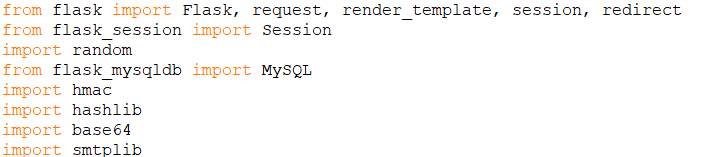 from flask import Flask, request, render_template, session, redirect
from flask_session import Session
import random
from flask_mysqldb import MySQL
import hmac
import hashlib
import base64
import smtplib